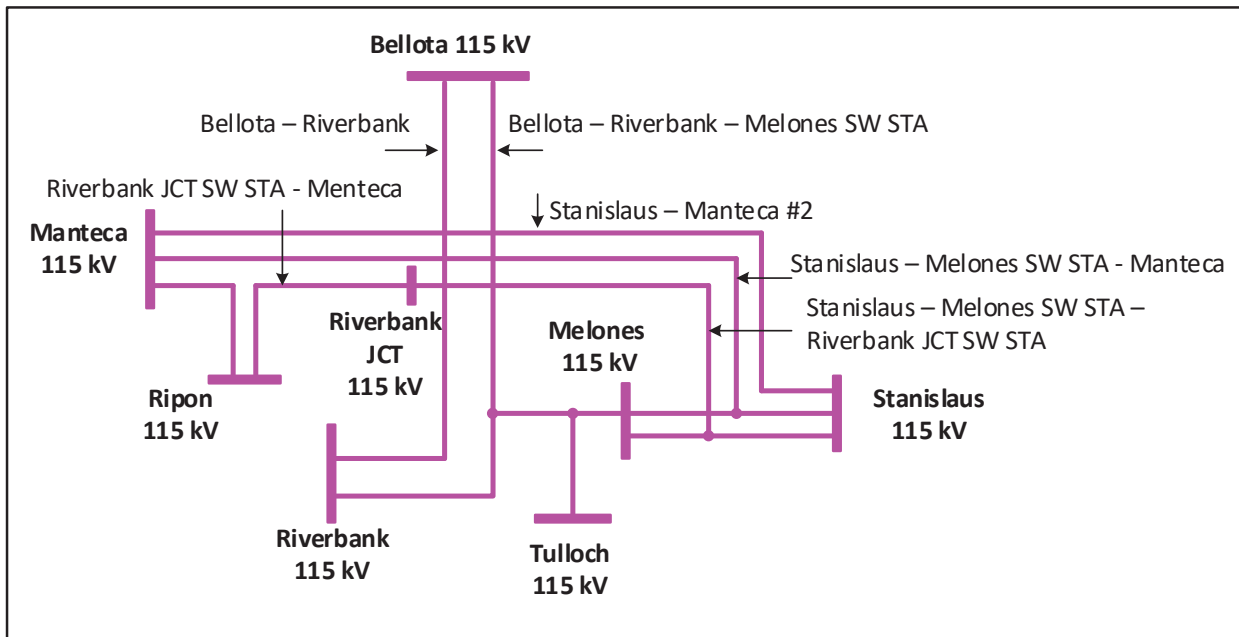 Bellota 115 kV
Bellota – Riverbank
Bellota – Riverbank – Melones SW STA
Riverbank JCT SW STA - Menteca
Stanislaus – Manteca #2
Manteca
115 kV
Stanislaus – Melones SW STA - Manteca
Stanislaus – Melones SW STA –
Riverbank JCT SW STA
Riverbank
JCT
115 kV
Melones
115 kV
Ripon
115 kV
Stanislaus
115 kV
Riverbank
115 kV
Tulloch
115 kV